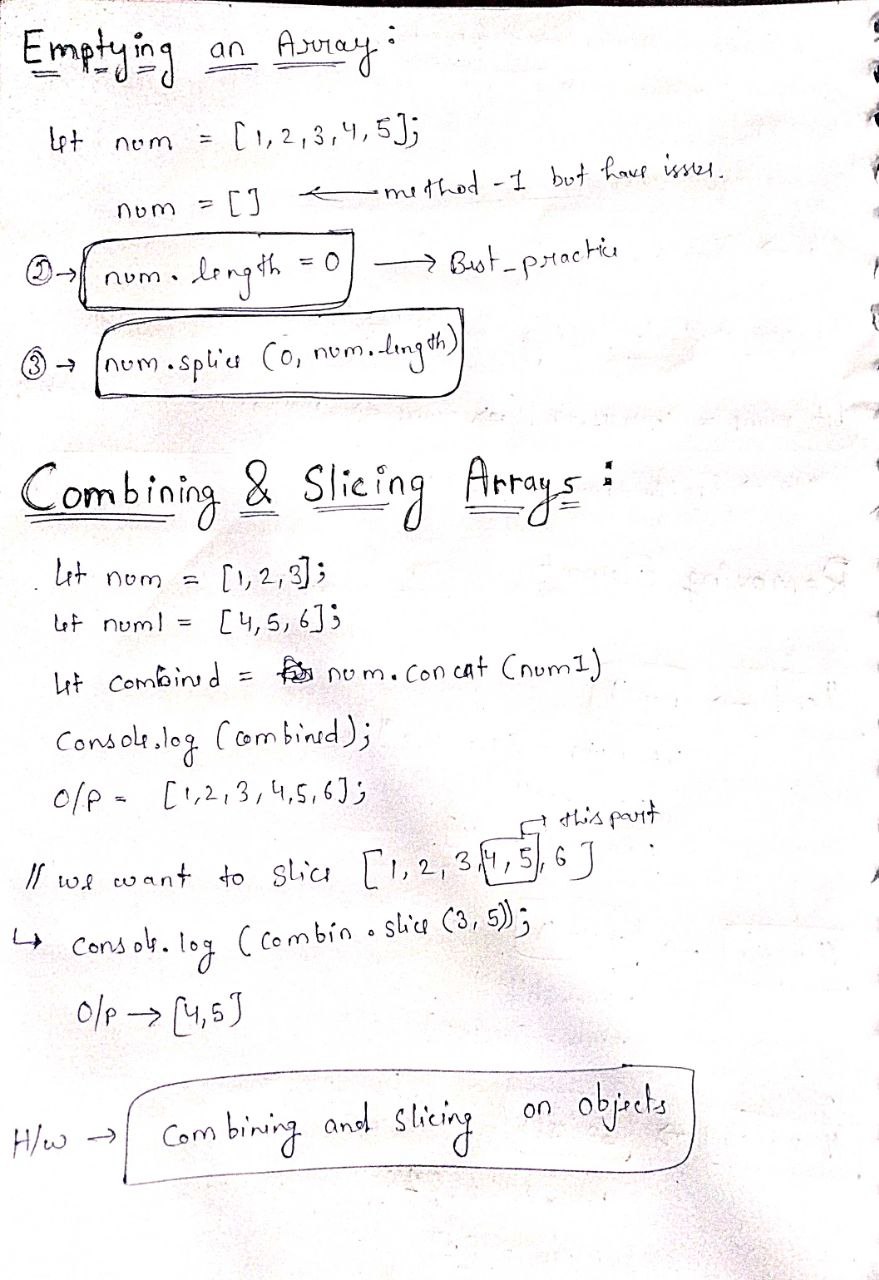 Emptying an Array:
let num = [1,2,3,4,5];
num = [] ← method-I but have isses.
② → num.length = 0 → Best-practice
③ → num.splice (0, num.length)
Combining & Slicing Arrays:
let num = [1,2,3];
let num1 = [4,5,6];
let combined = num.concat (num1)
Console.log (combined);
O/P = [1,2,3,4,5,6];
→ this part
// we want to slice [1,2,3,4,5,6]
↳ console.log (combin.slice (3,5));
O/P → [4,5]
H/W → Combining and slicing on objects